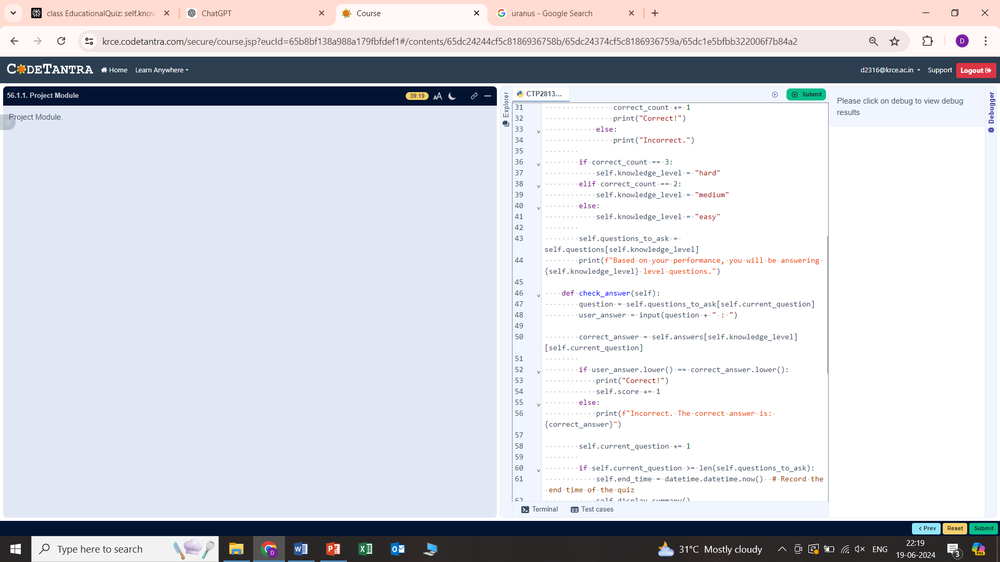 class EducationalQuiz: self.know
ChatGPT
Course
uranus - Google Search
krce.codetantra.com/secure/course.jsp?eucId=65b8bf138a988a179fbfdef1#/contents/65dc24244cf5c8186936758b/65dc24374cf5c8186936759a/65dc1e5bfbb322006f7b84a2
D
CODETANTRA
Home
Learn Anywhere
d2316@krce.ac.in
Support
Logout
56.1.1. Project Module
39:19
AA
Project Module.
Explorer
CTP2813...
Submit
31 correct_count += 1
32 print("Correct!")
33 else:
34 print("Incorrect.")
35
36 if correct_count == 3:
37 self.knowledge_level = "hard"
38 elif correct_count == 2:
39 self.knowledge_level = "medium"
40 else:
41 self.knowledge_level = "easy"
42
43 self.questions_to_ask =
self.questions[self.knowledge_level]
44 print(f"Based on your performance, you will be answering
{self.knowledge_level} level questions.")
45
46 def check_answer(self):
47 question = self.questions_to_ask[self.current_question]
48 user_answer = input(question + " : ")
49
50 correct_answer = self.answers[self.knowledge_level]
[self.current_question]
51
52 if user_answer.lower() == correct_answer.lower():
53 print("Correct!")
54 self.score += 1
55 else:
56 print(f"Incorrect. The correct answer is:
{correct_answer}")
57
58 self.current_question += 1
59
60 if self.current_question >= len(self.questions_to_ask):
61 self.end_time = datetime.datetime.now()  # Record the
end time of the quiz
62 self.display_summary()
Terminal
Test cases
Please click on debug to view debug
results
Debugger
Prev
Reset
Submit
Type here to search
31°C Mostly cloudy
ENG
22:19
19-06-2024
3
PRE